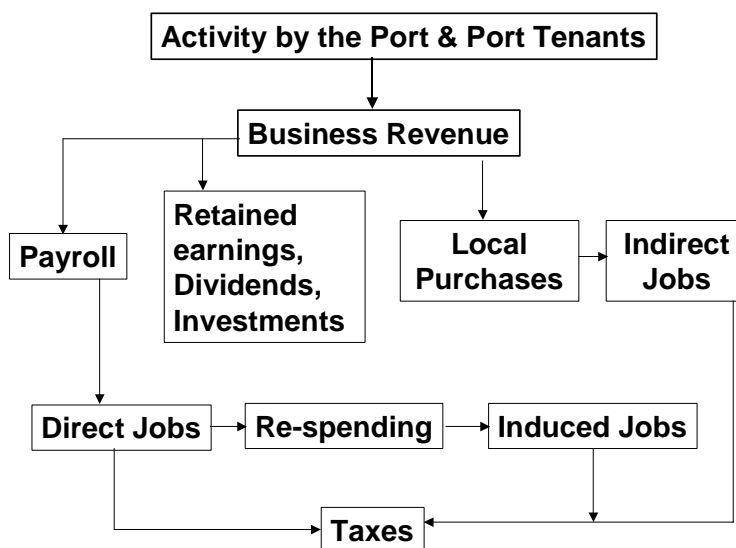 Activity by the Port & Port Tenants
Business Revenue
Payroll
Retained
earnings,
Dividends,
Investments
Local
Purchases
Indirect
Jobs
Direct Jobs
Re-spending
Induced Jobs
Taxes